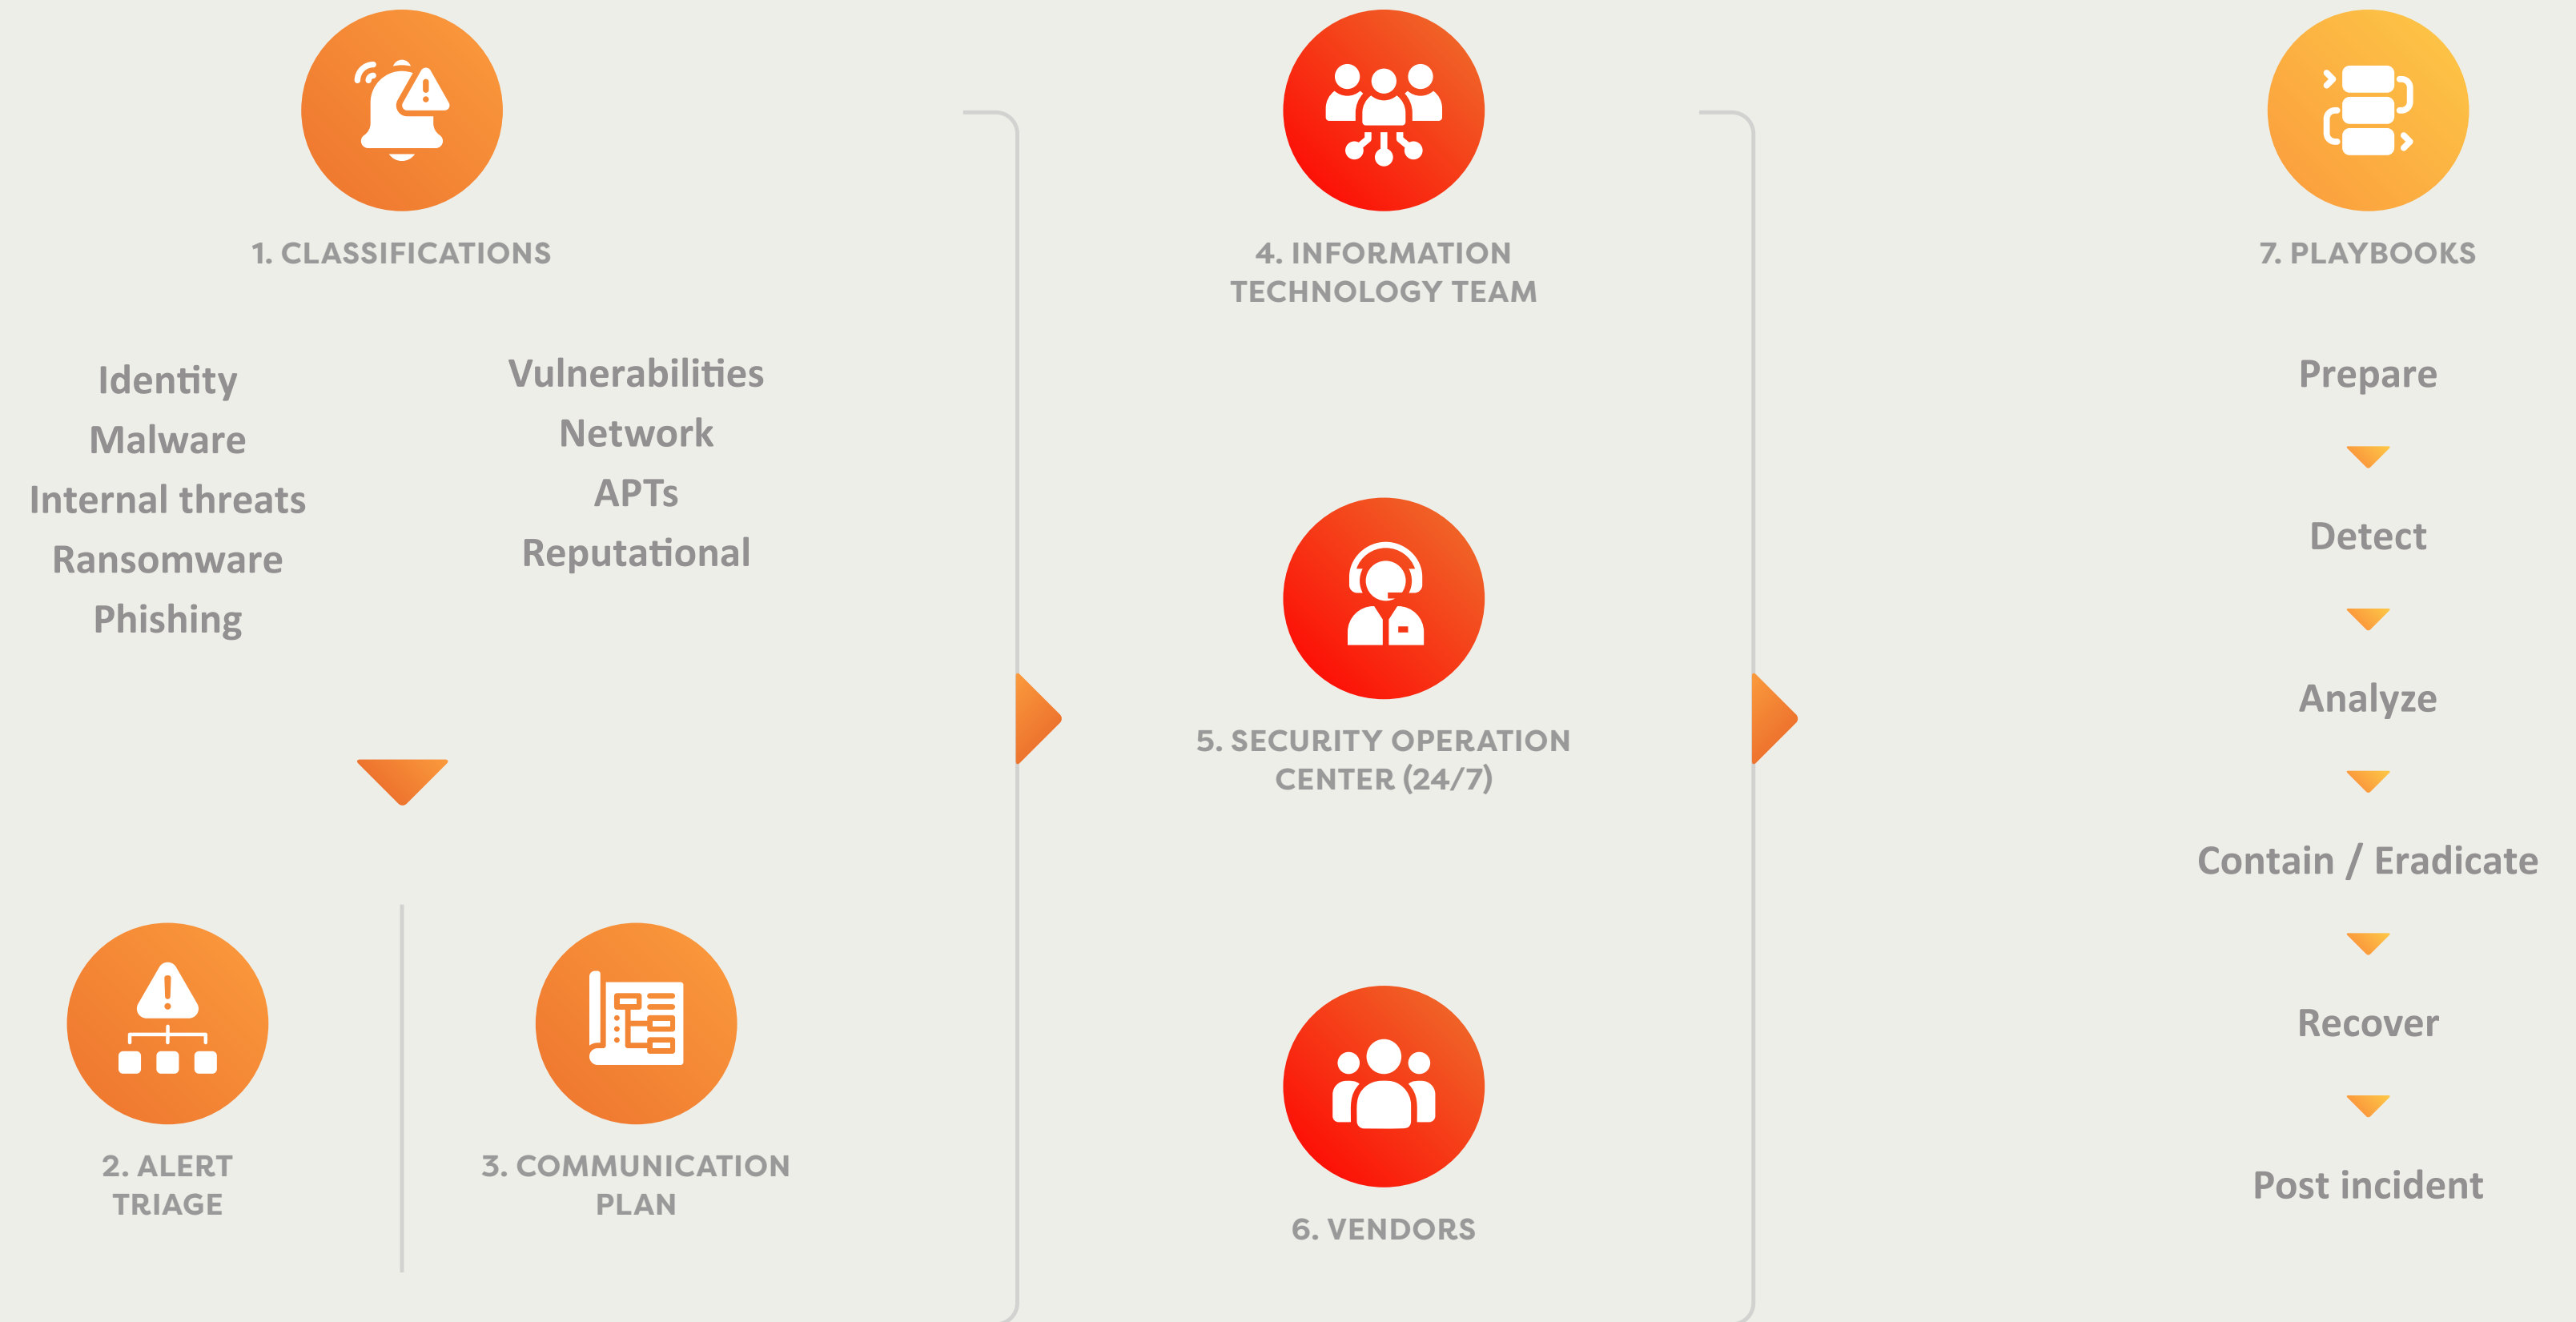 1. CLASSIFICATIONS
Identity
Malware
Internal threats
Ransomware
Phishing
Vulnerabilities
Network
APTs
Reputational
2. ALERT
TRIAGE
3. COMMUNICATION
PLAN
4. INFORMATION
TECHNOLOGY TEAM
5. SECURITY OPERATION
CENTER (24/7)
6. VENDORS
7. PLAYBOOKS
Prepare
Detect
Analyze
Contain / Eradicate
Recover
Post incident